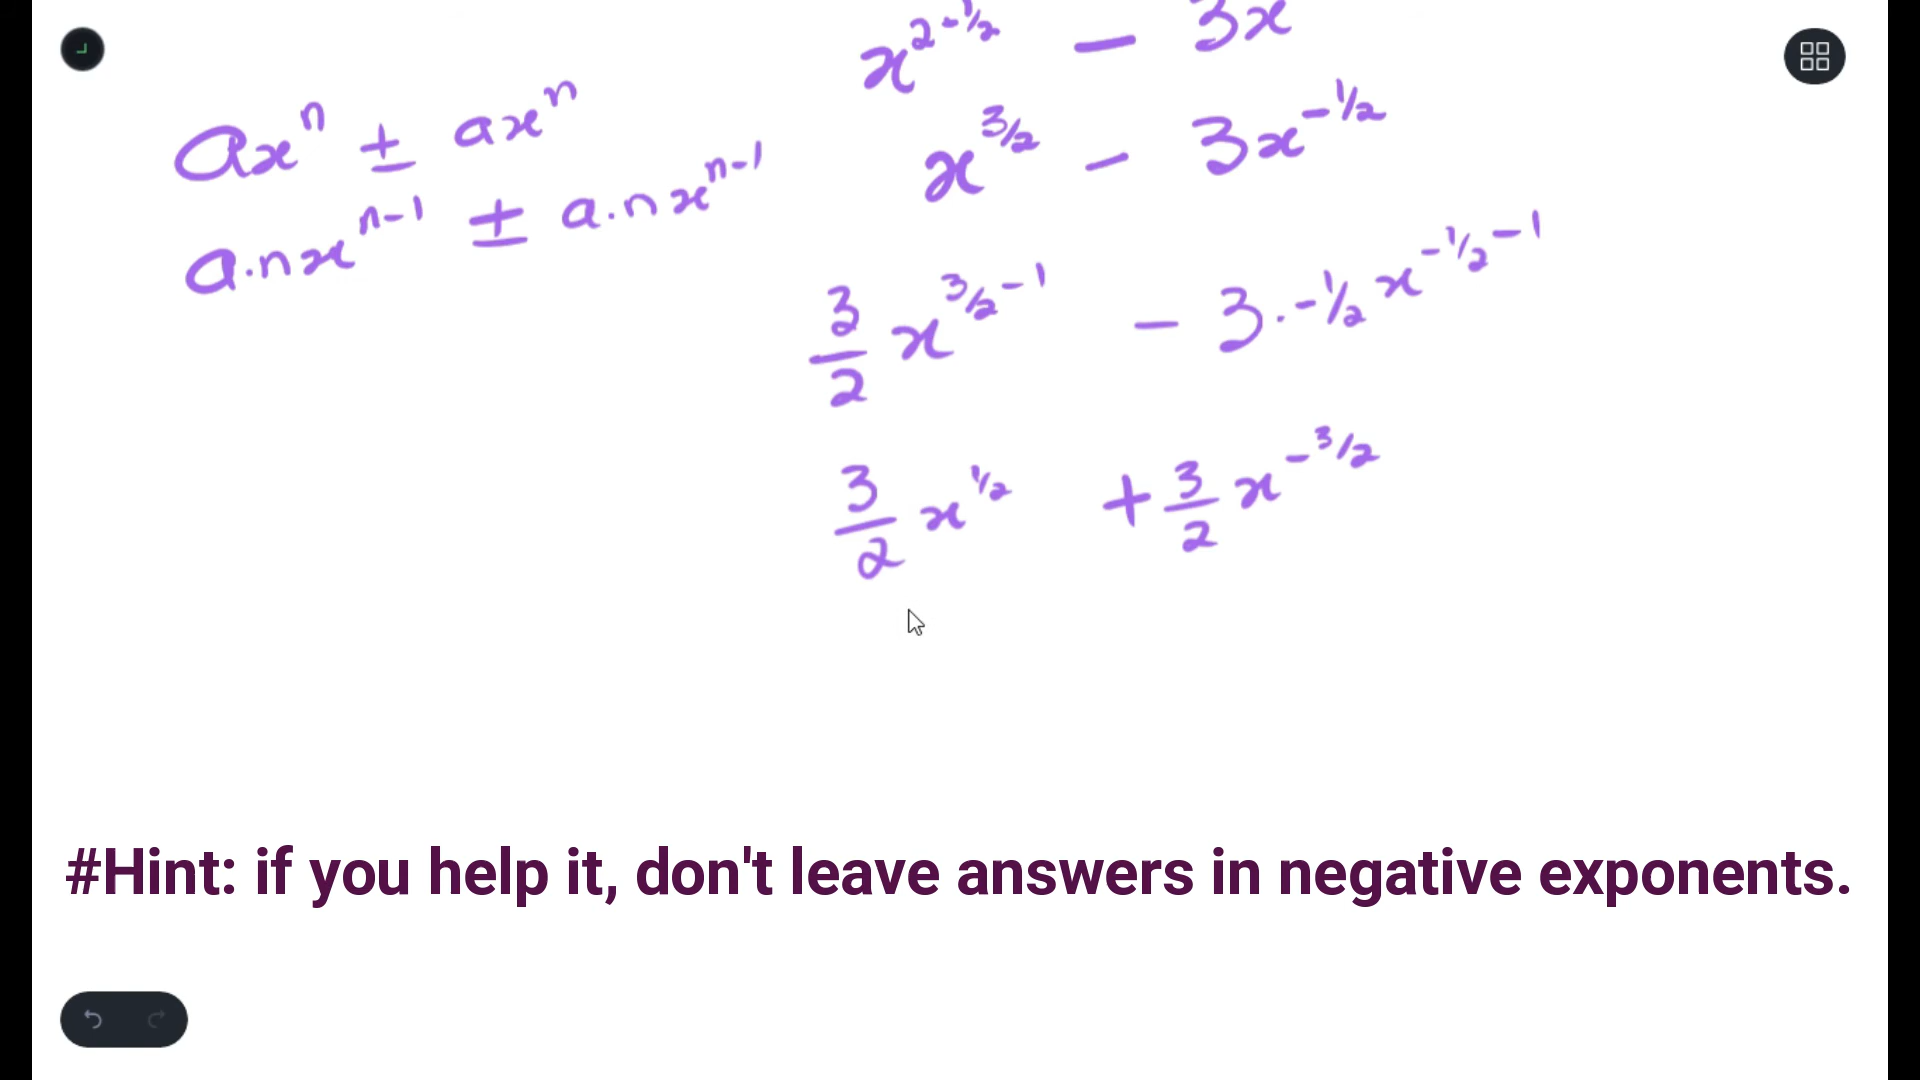 x^{2-1/2} - 3x
ax^n ± ax^n
x^{3/2} - 3x^{-1/2}
a.nx^{n-1} ± a.nx^{n-1}
3/2 x^{3/2-1} - 3.-1/2 x^{-1/2-1}
3/2 x^{1/2} + 3/2 x^{-3/2}
#Hint: if you help it, don't leave answers in negative exponents.